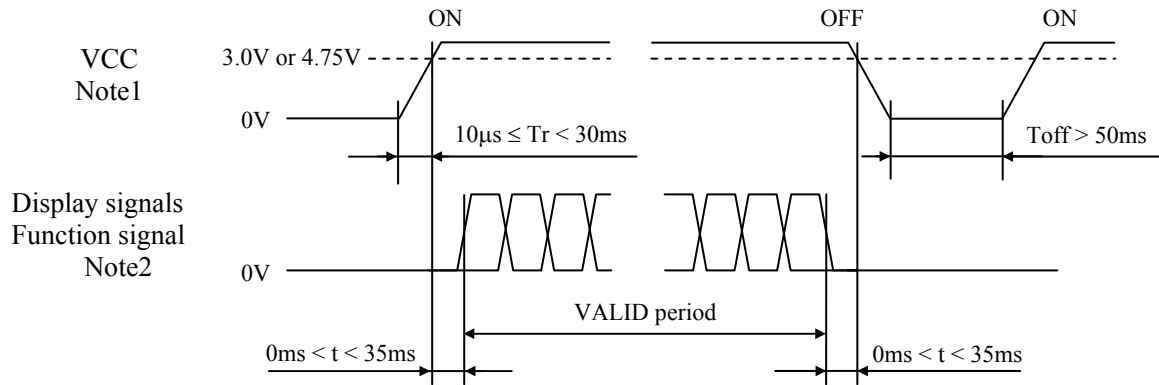 ON OFF ON
VCC
Note1
3.0V or 4.75V
0V
10μs ≤ Tr < 30ms
Toff > 50ms
Display signals
Function signal
Note2
0V
VALID period
0ms < t < 35ms
0ms < t < 35ms